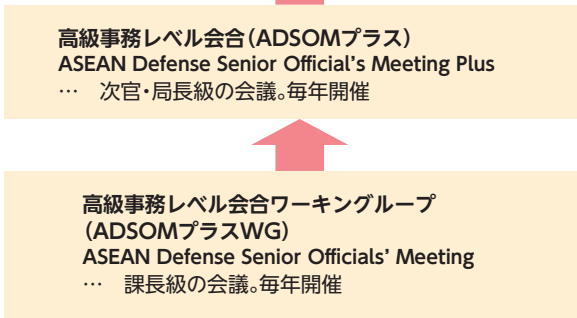 高級事務レベル会合（ADSOMプラス）
ASEAN Defense Senior Official's Meeting Plus
…　次官・局長級の会議。毎年開催
高級事務レベル会合ワーキングループ
（ADSOMプラスWG）
ASEAN Defense Senior Officials' Meeting
…　課長級の会議。毎年開催